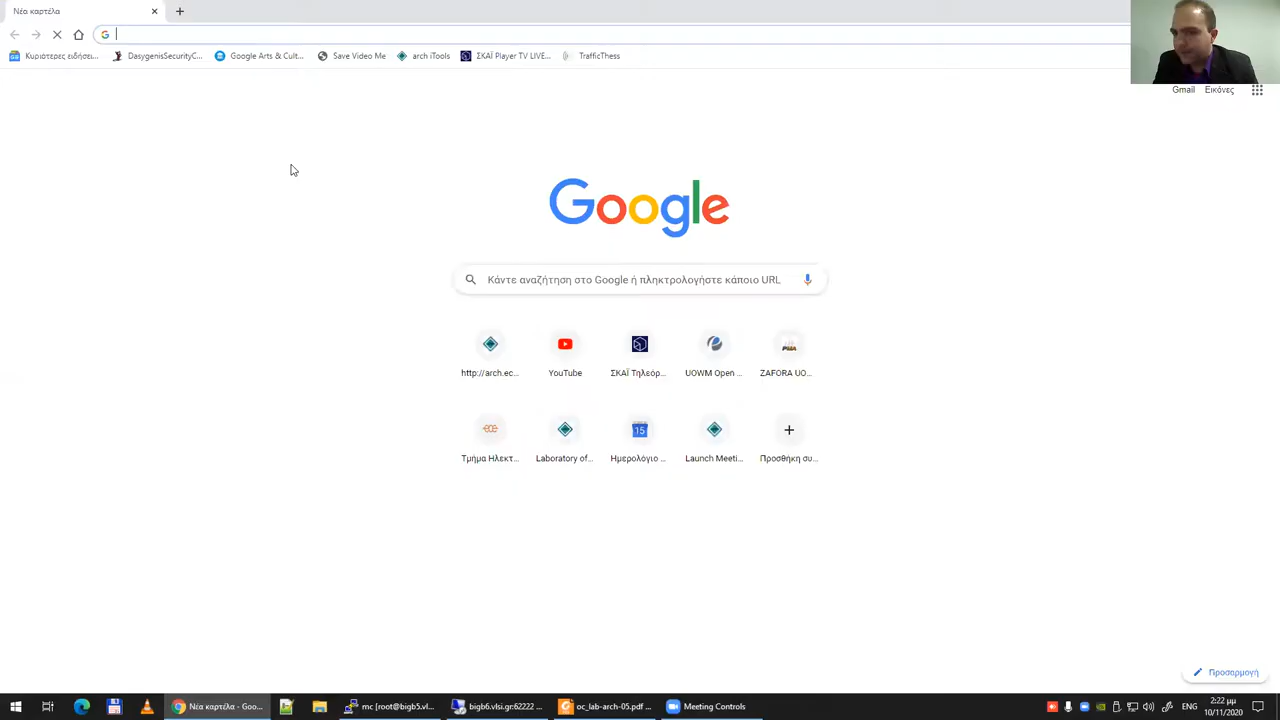 Νέα καρτέλα
Κυριότερες ειδήσει...
DasygenisSecurityC...
Google Arts & Cult...
Save Video Me
arch iTools
ΣΚΑΪ Player TV LIVE...
TrafficThess
Gmail
Εικόνες
Google
Κάντε αναζήτηση στο Google ή πληκτρολογήστε κάποιο URL
http://arch.ec...
YouTube
ΣΚΑΪ Τηλεόρ...
UOWM Open ...
ZAFORA UO...
Τμήμα Ηλεκτ...
Laboratory of...
15
Ημερολόγιο ...
Launch Meeti...
Προσθήκη συ...
Προσαρμογή
Νέα καρτέλα - Goo...
mc [root@bigb5.vl...
bigb6.vlsi.gr:62222 ...
oc_lab-arch-05.pdf ...
Meeting Controls
ENG
2:22 μμ
10/11/2020